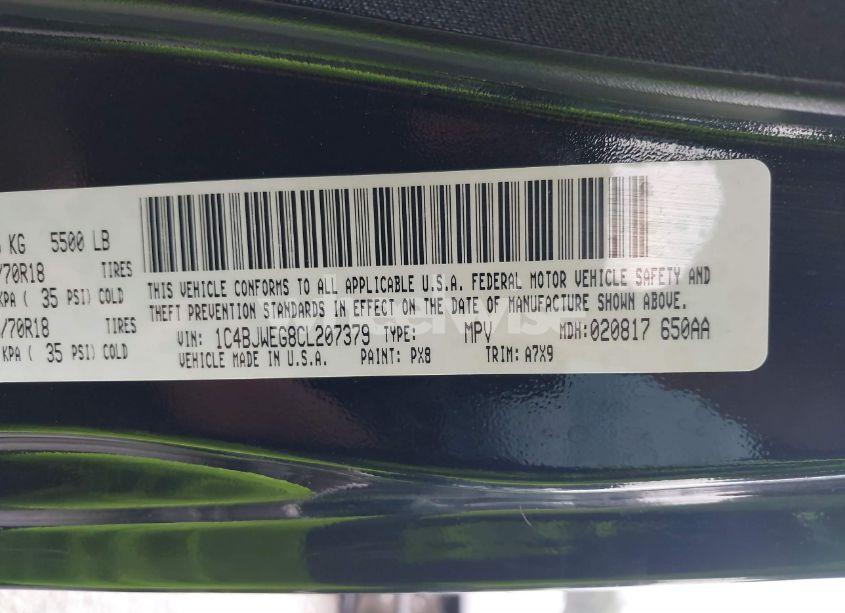 KG 5500 LB
/70R18 TIRES
KPA ( 35 PSI) COLD
/70R18 TIRES
KPA ( 35 PSI) COLD
THIS VEHICLE CONFORMS TO ALL APPLICABLE U.S.A. FEDERAL MOTOR VEHICLE SAFETY AND
THEFT PREVENTION STANDARDS IN EFFECT ON THE DATE OF MANUFACTURE SHOWN ABOVE.
VIN: 1C4BJWEG8CL207379 TYPE: MPV MDH:020817 650AA
VEHICLE MADE IN U.S.A. PAINT: PX8 TRIM: A7X9